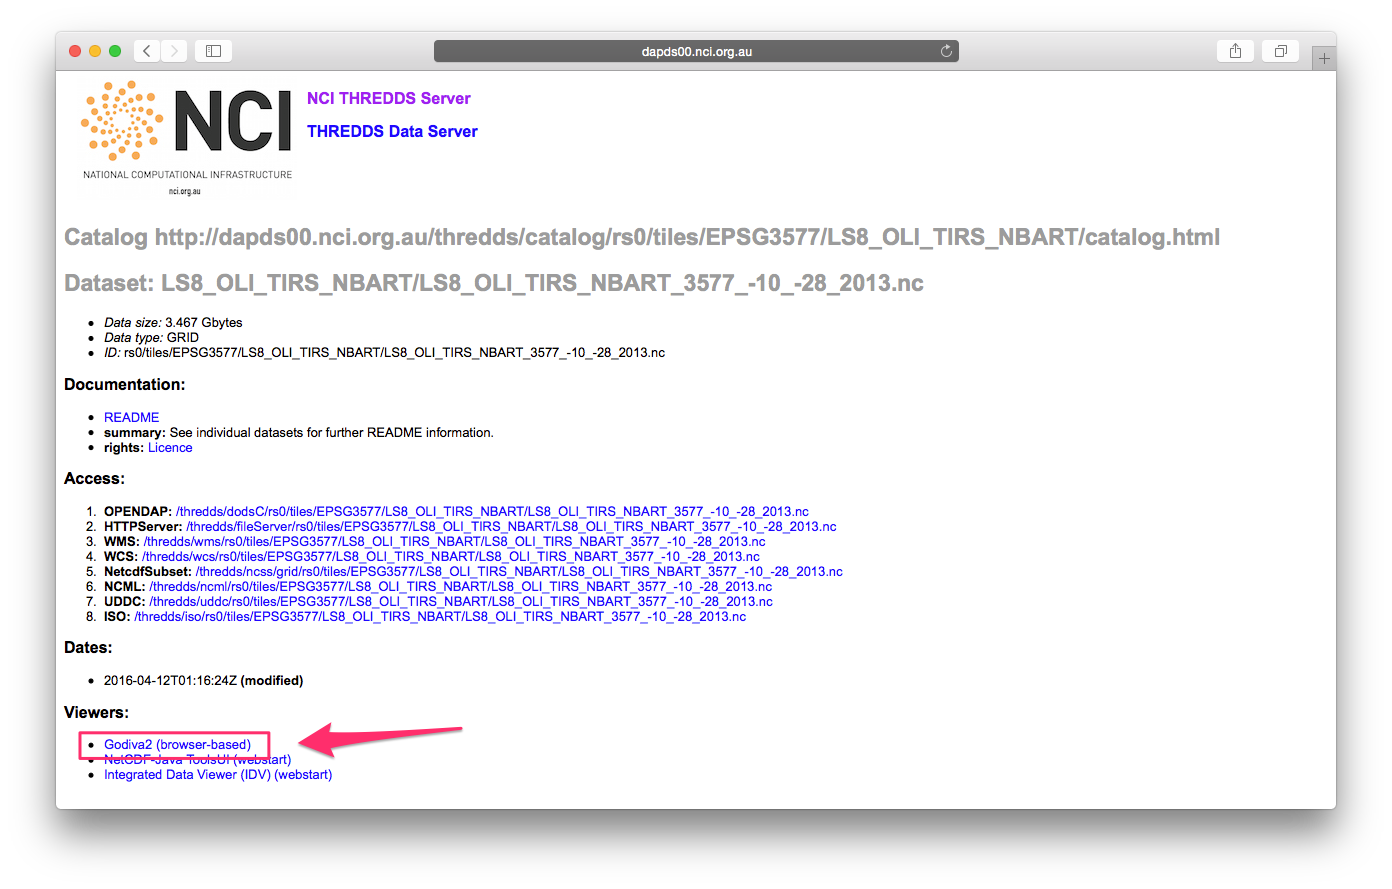 dapds00.nci.org.au
NCI
NATIONAL COMPUTATIONAL INFRASTRUCTURE
nci.org.au
NCI THREDDS Server
THREDDS Data Server
Catalog http://dapds00.nci.org.au/thredds/catalog/rs0/tiles/EPSG3577/LS8_OLI_TIRS_NBART/catalog.html
Dataset: LS8_OLI_TIRS_NBART/LS8_OLI_TIRS_NBART_3577_-10_-28_2013.nc
• Data size: 3.467 Gbytes
• Data type: GRID
• ID: rs0/tiles/EPSG3577/LS8_OLI_TIRS_NBART/LS8_OLI_TIRS_NBART_3577_-10_-28_2013.nc
Documentation:
• README
• summary: See individual datasets for further README information.
• rights: Licence
Access:
1. OPENDAP: /thredds/dodsC/rs0/tiles/EPSG3577/LS8_OLI_TIRS_NBART/LS8_OLI_TIRS_NBART_3577_-10_-28_2013.nc
2. HTTPServer: /thredds/fileServer/rs0/tiles/EPSG3577/LS8_OLI_TIRS_NBART/LS8_OLI_TIRS_NBART_3577_-10_-28_2013.nc
3. WMS: /thredds/wms/rs0/tiles/EPSG3577/LS8_OLI_TIRS_NBART/LS8_OLI_TIRS_NBART_3577_-10_-28_2013.nc
4. WCS: /thredds/wcs/rs0/tiles/EPSG3577/LS8_OLI_TIRS_NBART/LS8_OLI_TIRS_NBART_3577_-10_-28_2013.nc
5. NetcdfSubset: /thredds/ncss/grid/rs0/tiles/EPSG3577/LS8_OLI_TIRS_NBART/LS8_OLI_TIRS_NBART_3577_-10_-28_2013.nc
6. NCML: /thredds/ncml/rs0/tiles/EPSG3577/LS8_OLI_TIRS_NBART/LS8_OLI_TIRS_NBART_3577_-10_-28_2013.nc
7. UDDC: /thredds/uddc/rs0/tiles/EPSG3577/LS8_OLI_TIRS_NBART/LS8_OLI_TIRS_NBART_3577_-10_-28_2013.nc
8. ISO: /thredds/iso/rs0/tiles/EPSG3577/LS8_OLI_TIRS_NBART/LS8_OLI_TIRS_NBART_3577_-10_-28_2013.nc
Dates:
• 2016-04-12T01:16:24Z (modified)
Viewers:
• Godiva2 (browser-based)
• NetCDF-Java ToolsUI (webstart)
• Integrated Data Viewer (IDV) (webstart)